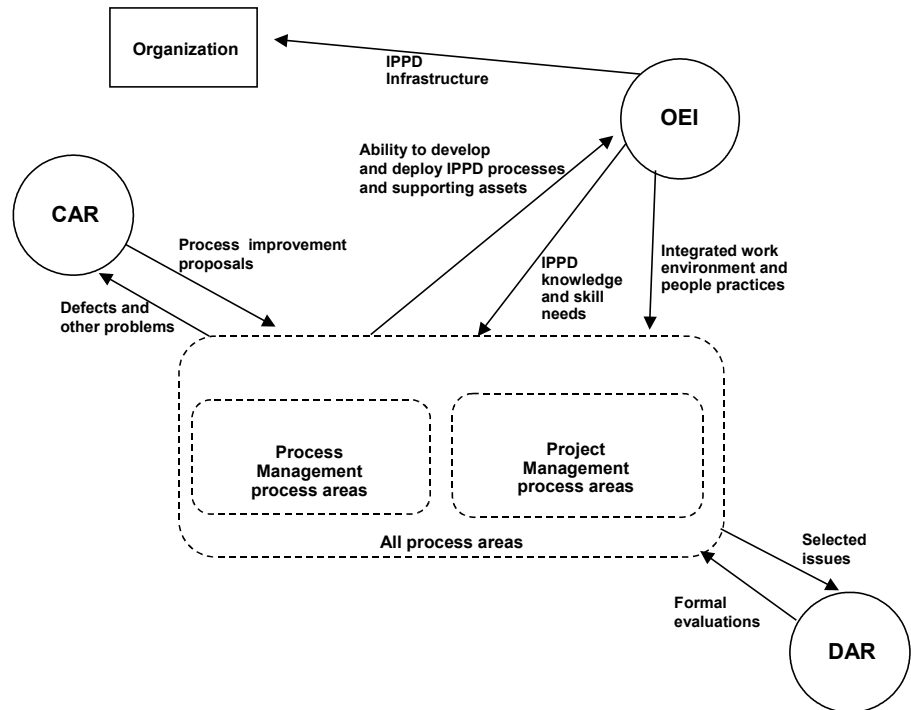 Organization
IPPD
Infrastructure
OEI
Ability to develop
and deploy IPPD processes
and supporting assets
CAR
Process improvement
proposals
IPPD
knowledge
and skill
needs
Integrated work
environment and
people practices
Defects and
other problems
Process
Management
process areas
Project
Management
process areas
All process areas
Selected
issues
Formal
evaluations
DAR